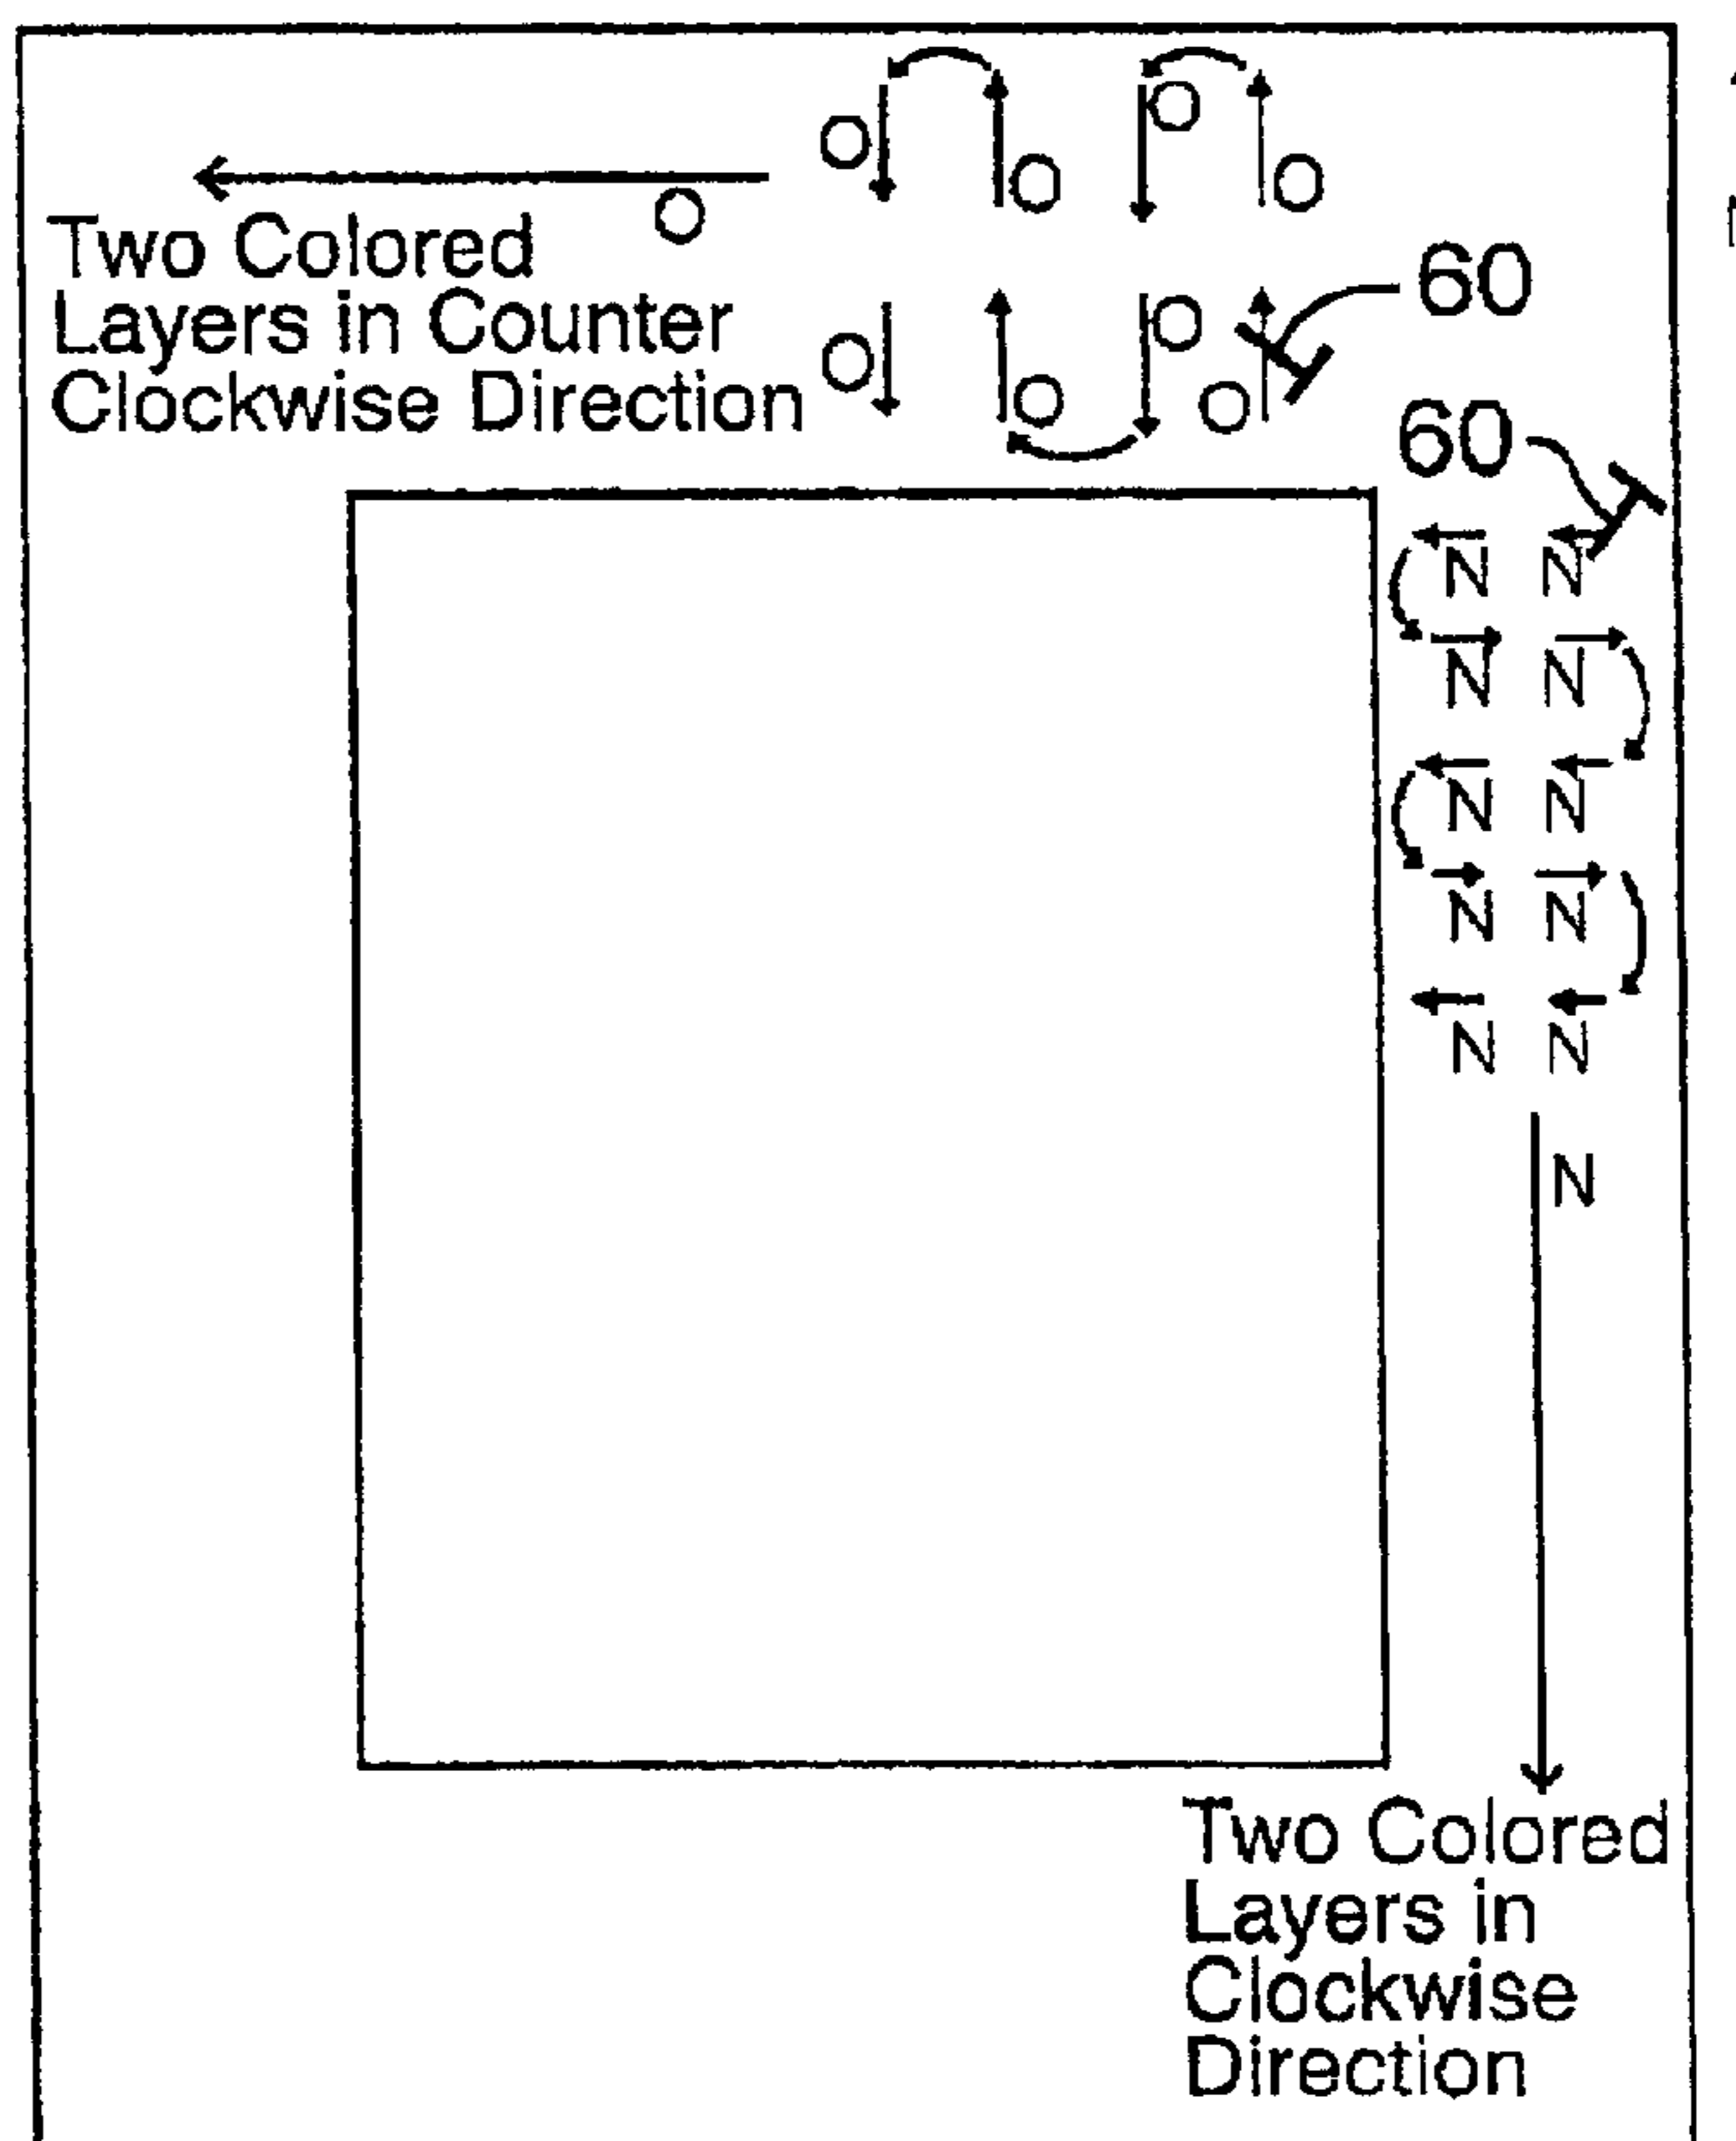 O O O O
O
Two Colored
Layers in Counter
Clockwise Direction
O O O O
60
60
N N
N N
N N
N N
N N
N
Two Colored
Layers in
Clockwise
Direction